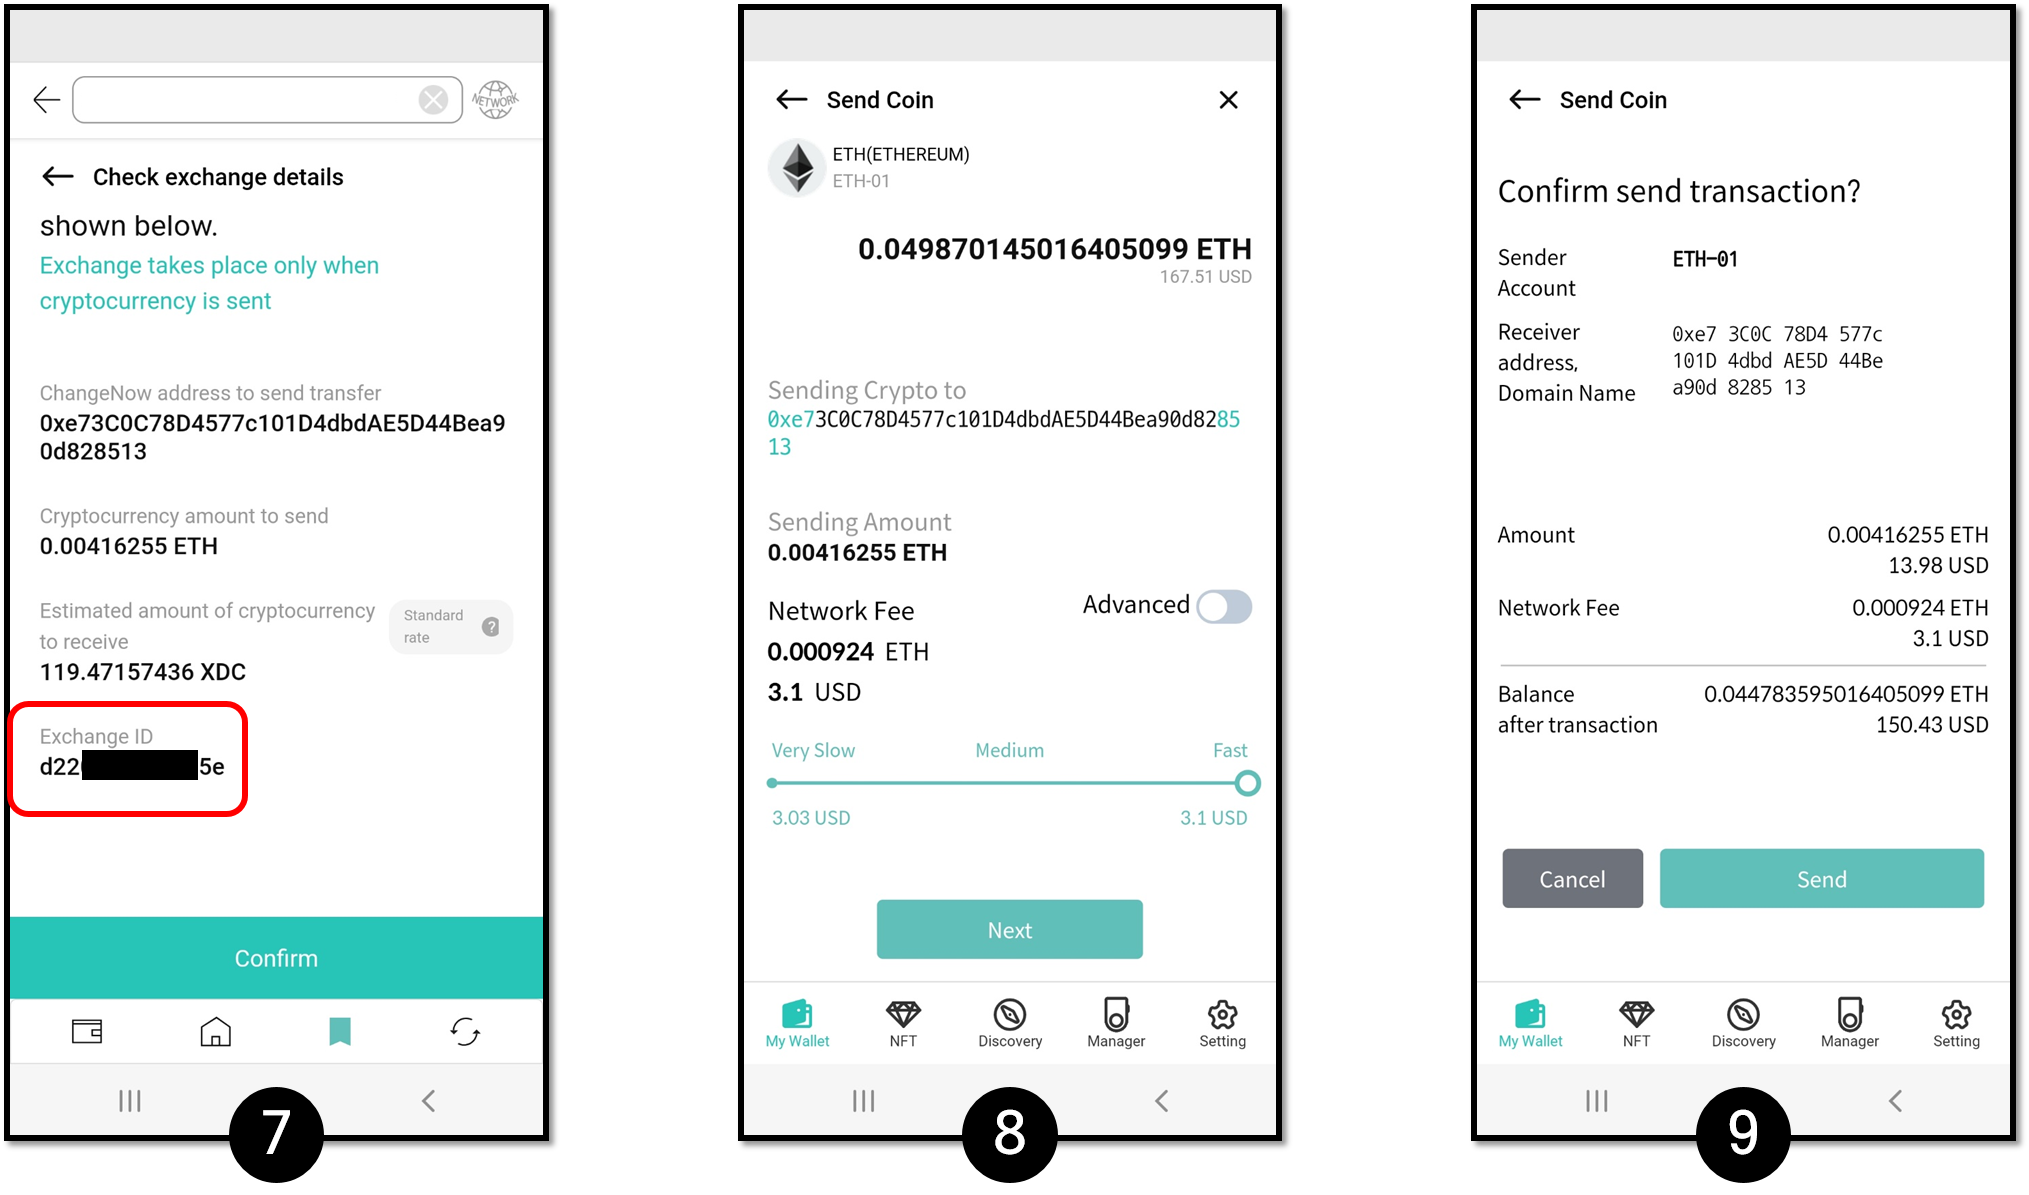 NETWORK
Check exchange details
shown below.
Exchange takes place only when
cryptocurrency is sent
ChangeNow address to send transfer
0xe73C0C78D4577c101D4dbdAE5D44Bea9
0d828513
Cryptocurrency amount to send
0.00416255 ETH
Estimated amount of cryptocurrency
to receive
Standard
rate
?
119.47157436 XDC
Exchange ID
d22 5e
Confirm
7
Send Coin
ETH(ETHEREUM)
ETH-01
0.049870145016405099 ETH
167.51 USD
Sending Crypto to
0xe73C0C78D4577c101D4dbdAE5D44Bea90d8285
13
Sending Amount
0.00416255 ETH
Network Fee
Advanced
0.000924 ETH
3.1 USD
Very Slow Medium Fast
3.03 USD 3.1 USD
Next
My Wallet NFT Discovery Manager Setting
8
Send Coin
Confirm send transaction?
Sender
Account
ETH-01
Receiver
address,
Domain Name
0xe7 3C0C 78D4 577c
101D 4dbd AE5D 44Be
a90d 8285 13
Amount 0.00416255 ETH
13.98 USD
Network Fee 0.000924 ETH
3.1 USD
Balance
after transaction
0.044783595016405099 ETH
150.43 USD
Cancel Send
My Wallet NFT Discovery Manager Setting
9